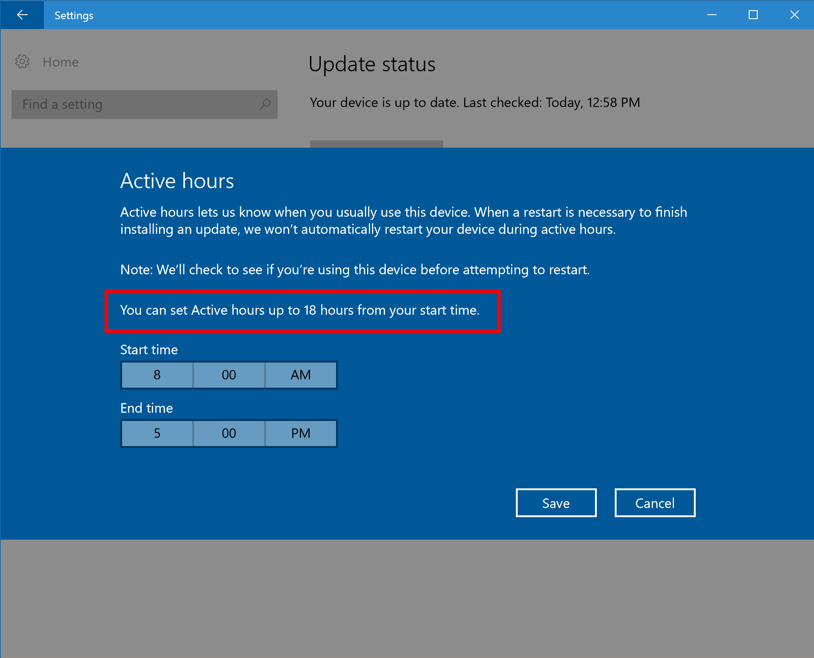 Settings
Home
Update status
Find a setting
Your device is up to date. Last checked: Today, 12:58 PM
Active hours
Active hours lets us know when you usually use this device. When a restart is necessary to finish
installing an update, we won't automatically restart your device during active hours.
Note: We'll check to see if you're using this device before attempting to restart.
You can set Active hours up to 18 hours from your start time.
Start time
8 00 AM
End time
5 00 PM
Save Cancel